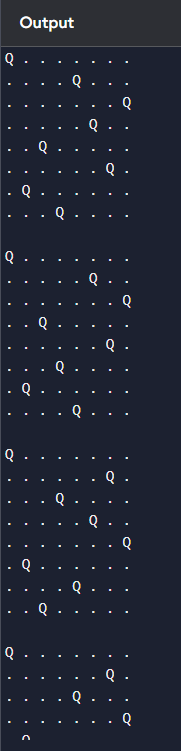 Output
Q . . . . . . .
. . . . Q . . .
. . . . . . . Q
. . . . . Q . .
. . Q . . . . .
. . . . . . Q .
. Q . . . . . .
. . . Q . . . .

Q . . . . . . .
. . . . . Q . .
. . . . . . . Q
. . Q . . . . .
. . . . . . Q .
. . . Q . . . .
. Q . . . . . .
. . . . Q . . .

Q . . . . . . .
. . . . . . Q .
. . . Q . . . .
. . . . . Q . .
. . . . . . . Q
. Q . . . . . .
. . . . Q . . .
. . Q . . . . .

Q . . . . . . .
. . . . . . Q .
. . . . Q . . .
. . . . . . . Q